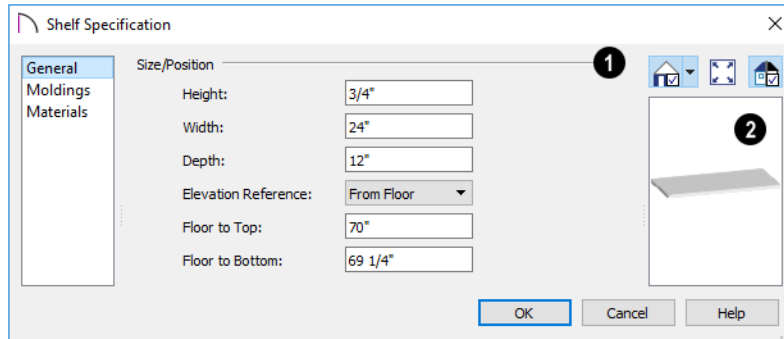 Shelf Specification
General
Moldings
Materials
Size/Position
1
Height: 3/4"
Width: 24"
Depth: 12"
Elevation Reference: From Floor
Floor to Top: 70"
Floor to Bottom: 69 1/4"
2
OK Cancel Help